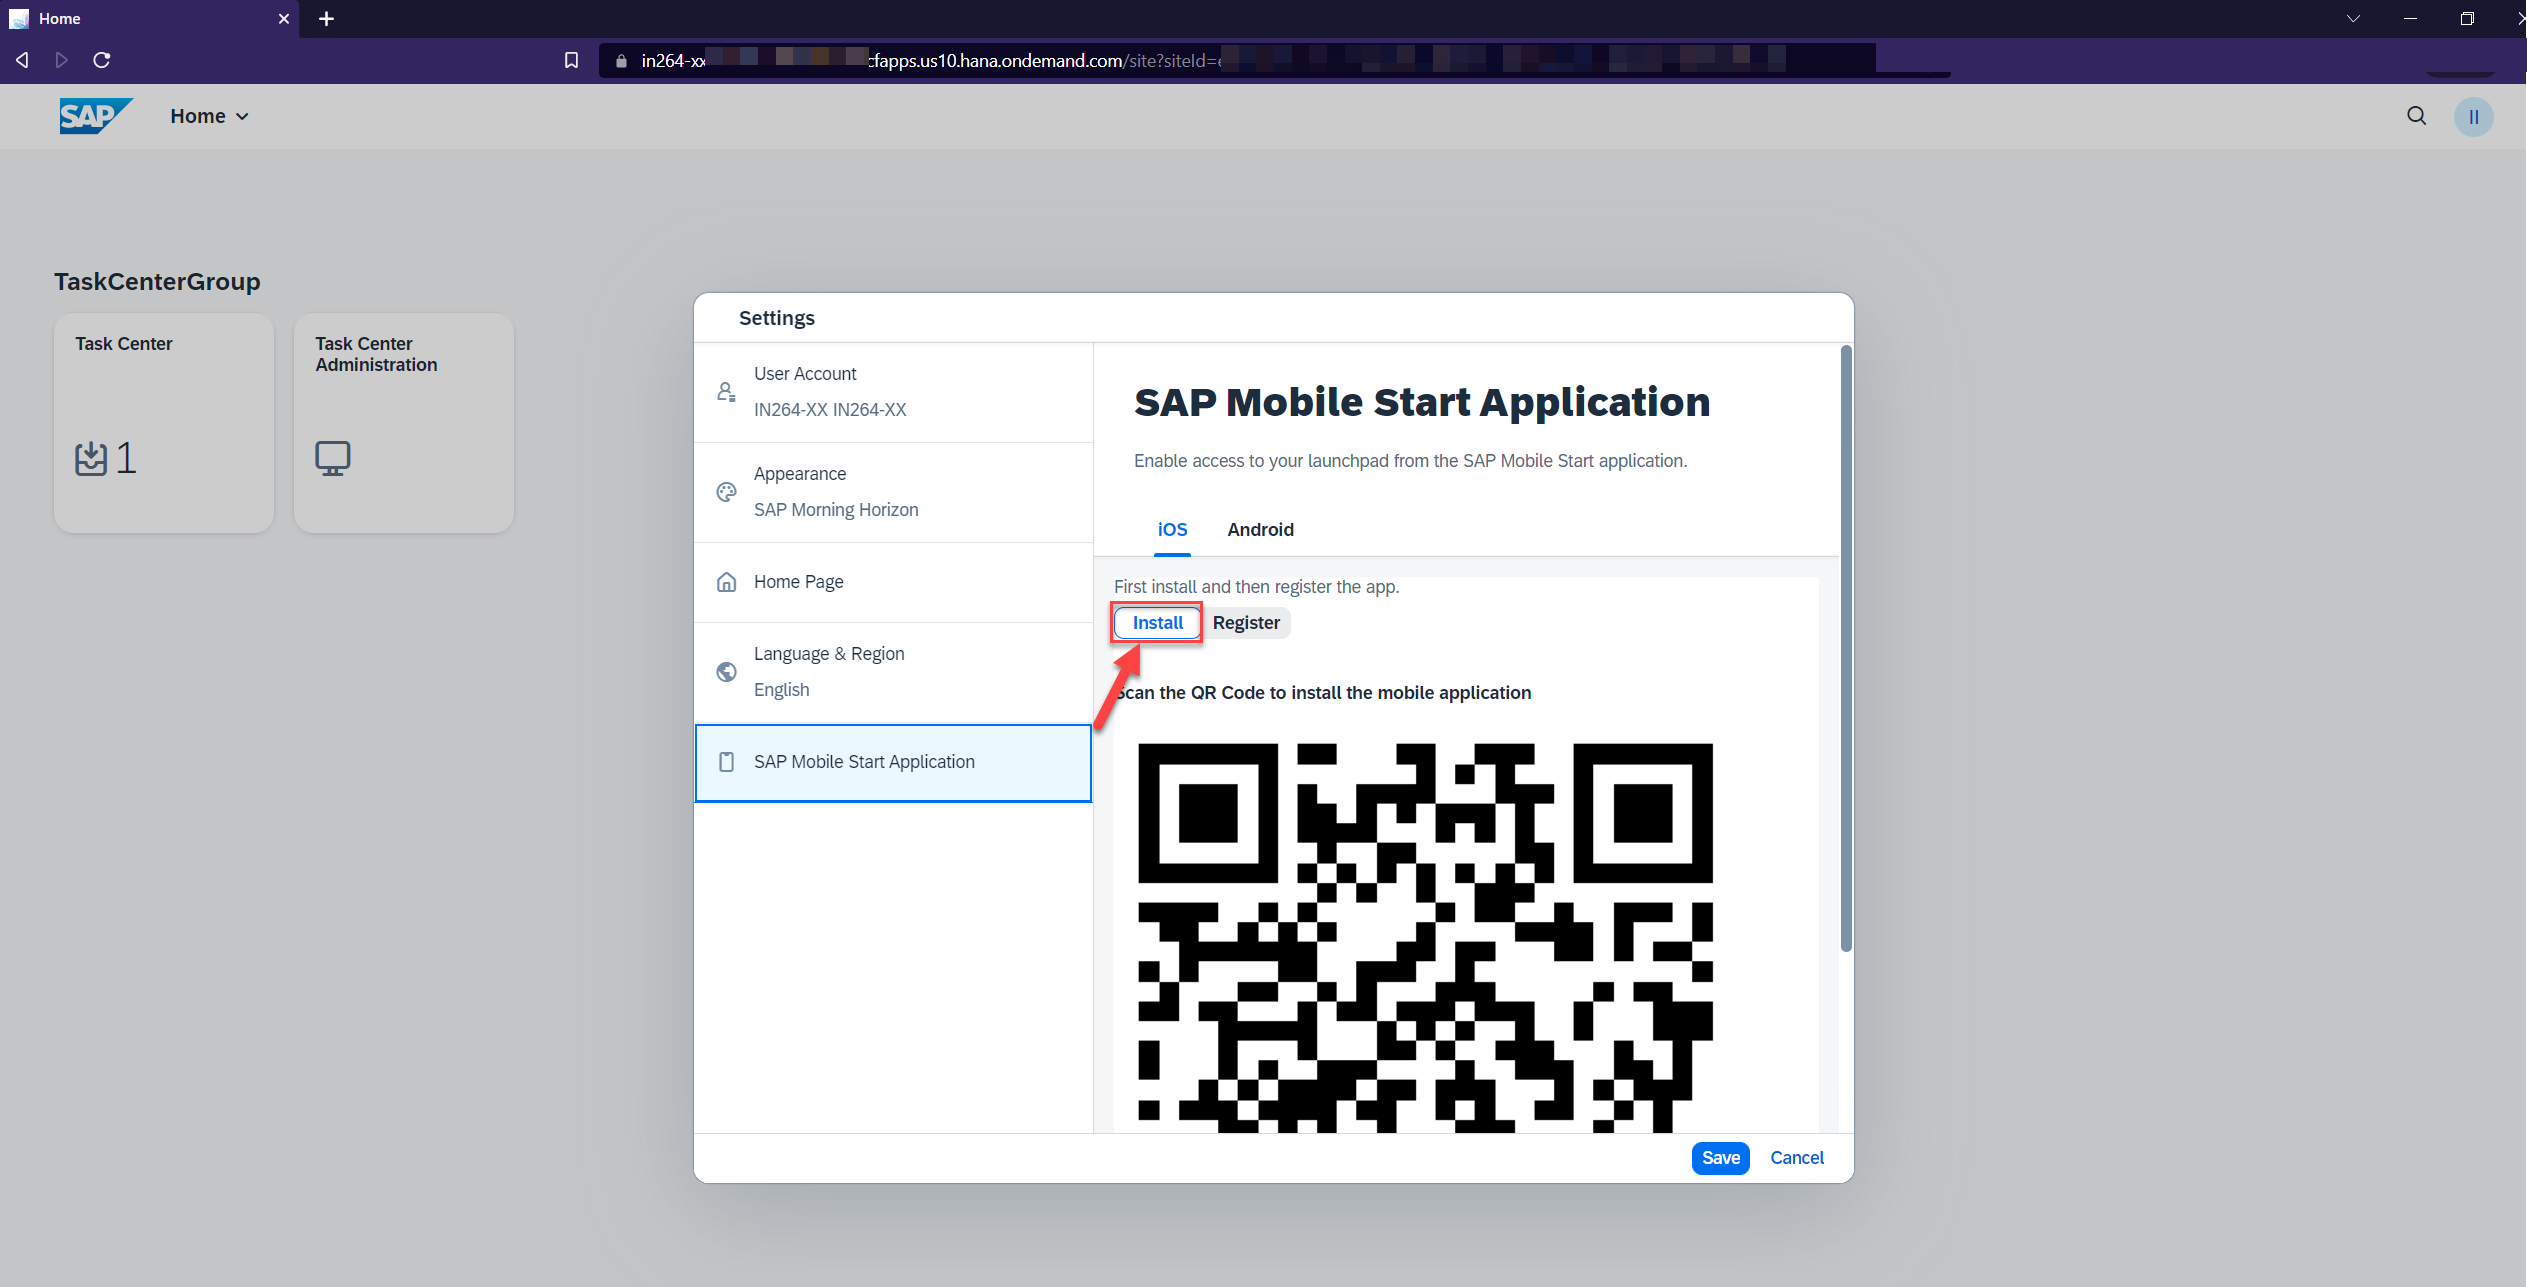 Home
in264-xx
cfapps.us10.hana.ondemand.com/site?siteId=e
SAP
Home
II
TaskCenterGroup
Task Center
1
Task Center
Administration
Settings
User Account
IN264-XX IN264-XX
Appearance
SAP Morning Horizon
Home Page
Language & Region
English
SAP Mobile Start Application
SAP Mobile Start Application
Enable access to your launchpad from the SAP Mobile Start application.
iOS Android
First install and then register the app.
Install Register
Scan the QR Code to install the mobile application
Save Cancel